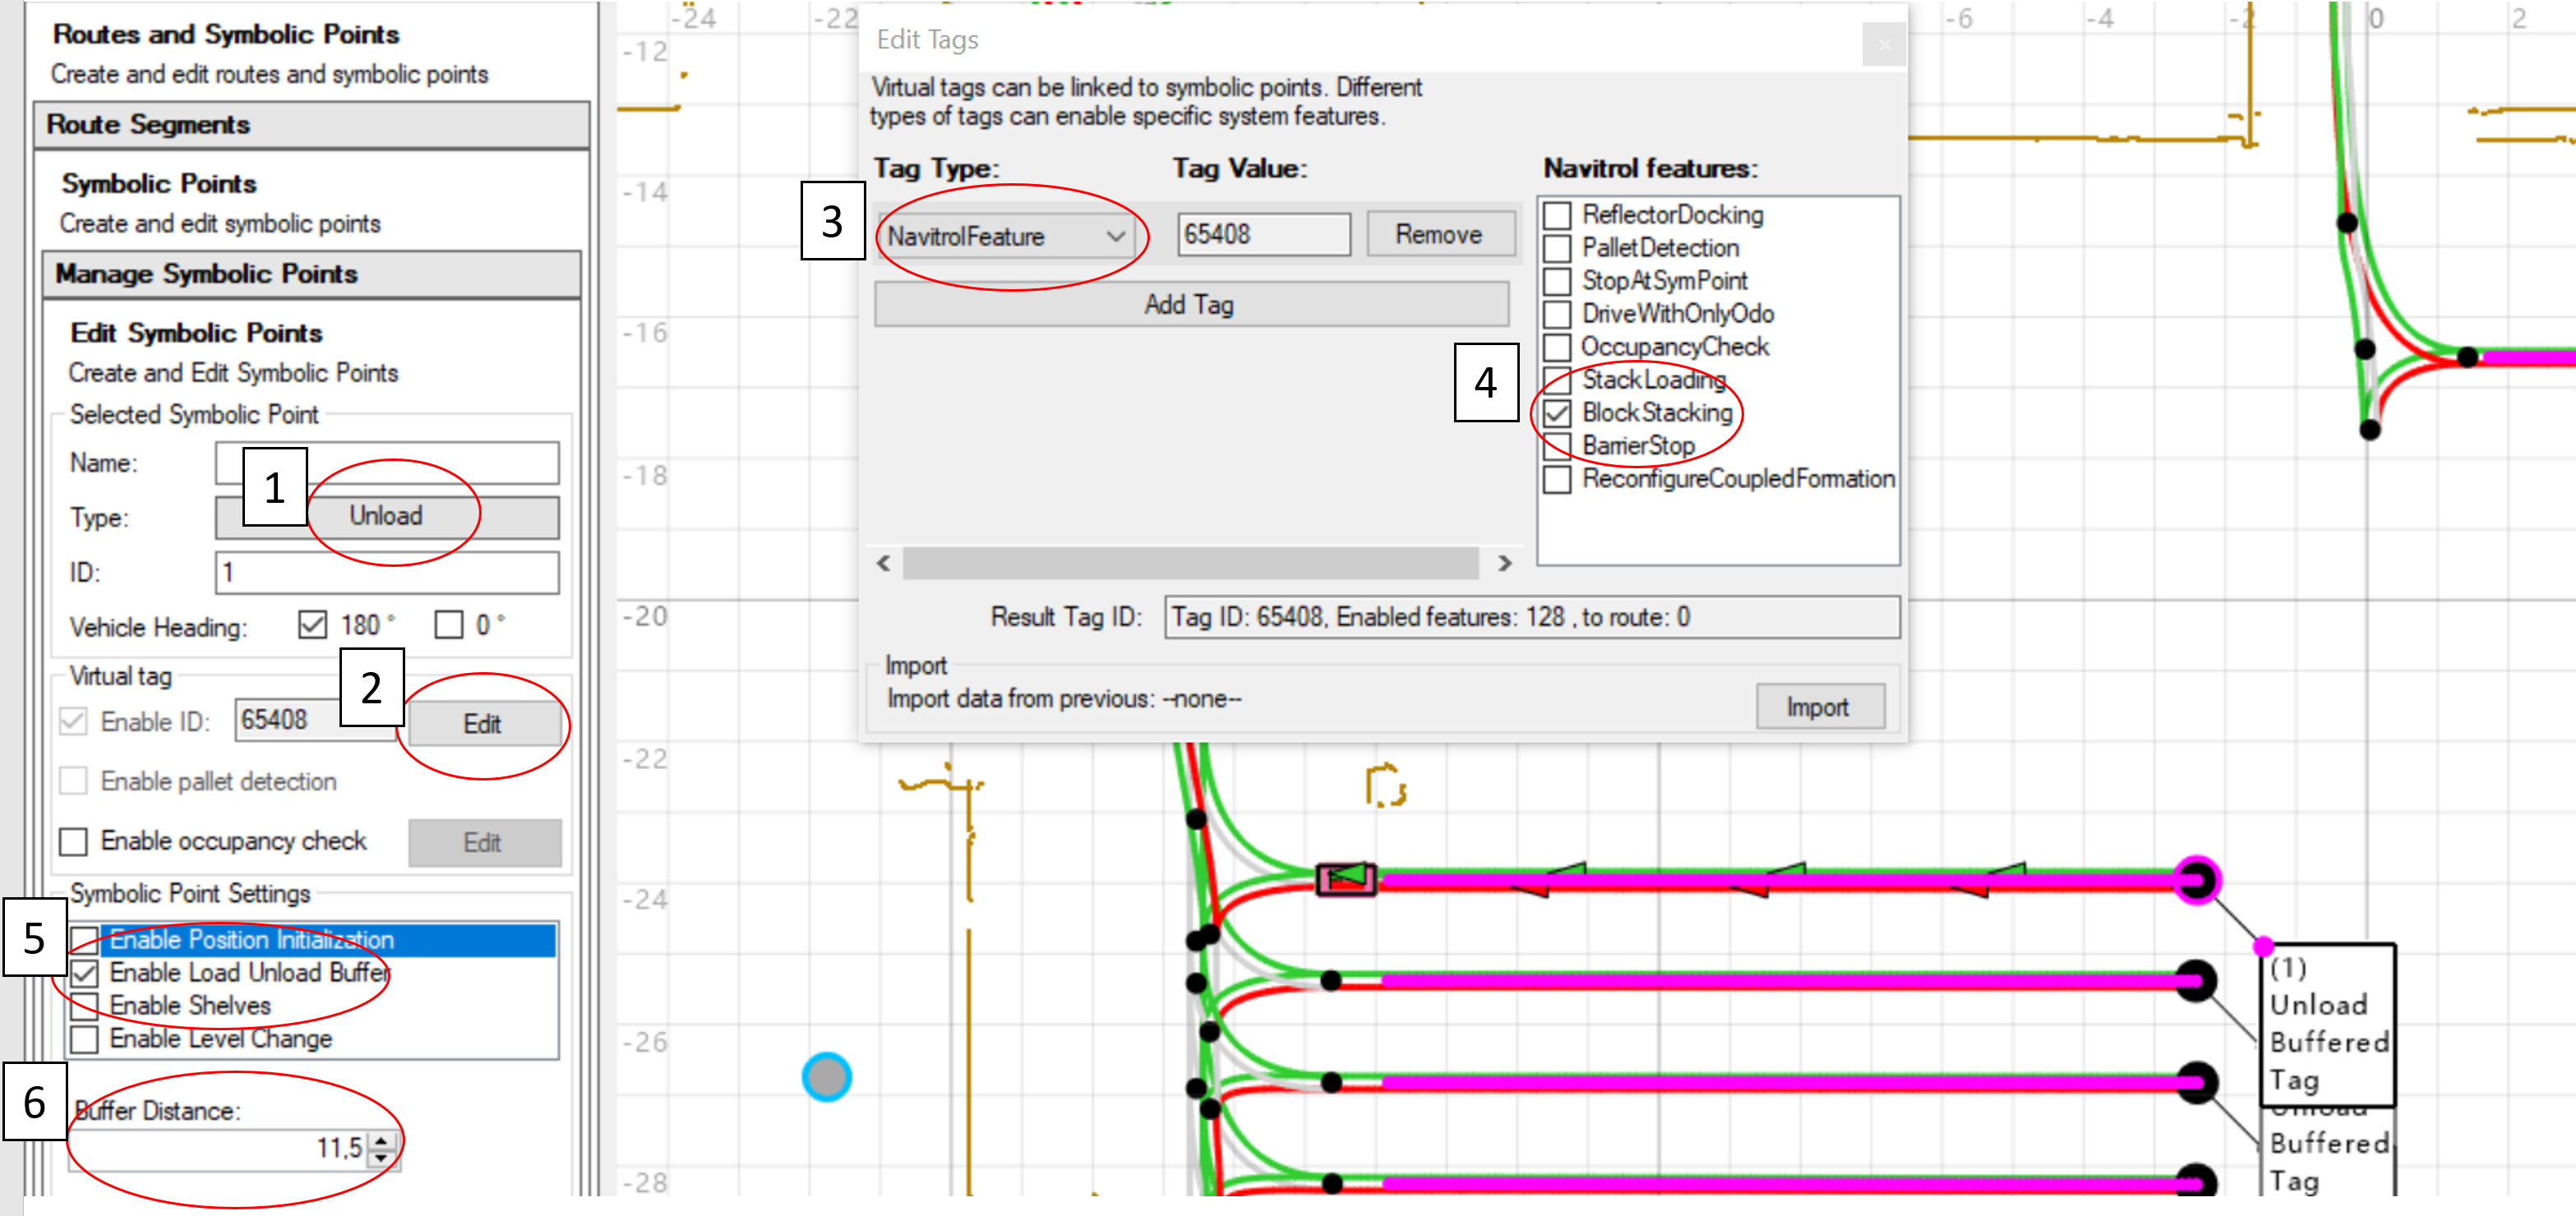 Routes and Symbolic Points
Create and edit routes and symbolic points
Route Segments
Symbolic Points
Create and edit symbolic points
Manage Symbolic Points
Edit Symbolic Points
Create and Edit Symbolic Points
Selected Symbolic Point
Name:
1
Type: Unload
ID: 1
Vehicle Heading: 180 ° 0 °
Virtual tag
2
Enable ID: 65408 Edit
Enable pallet detection
Enable occupancy check Edit
Symbolic Point Settings
5
Enable Position Initialization
Enable Load Unload Buffer
Enable Shelves
Enable Level Change
6
Buffer Distance:
11,5
-24 -22 -6 -4 -2 0 2
-12
-14
-16
-18
-20
-22
-24
-26
-28
Edit Tags
Virtual tags can be linked to symbolic points. Different
types of tags can enable specific system features.
Tag Type: Tag Value: Navitrol features:
3
NavitrolFeature 65408 Remove
Add Tag
ReflectorDocking
PalletDetection
StopAtSymPoint
DriveWithOnlyOdo
OccupancyCheck
4
StackLoading
BlockStacking
BarrierStop
ReconfigureCoupledFormation
Result Tag ID: Tag ID: 65408, Enabled features: 128 , to route: 0
Import
Import data from previous: --none-- Import
(1)
Unload
Buffered
Tag
Unload
Buffered
Tag